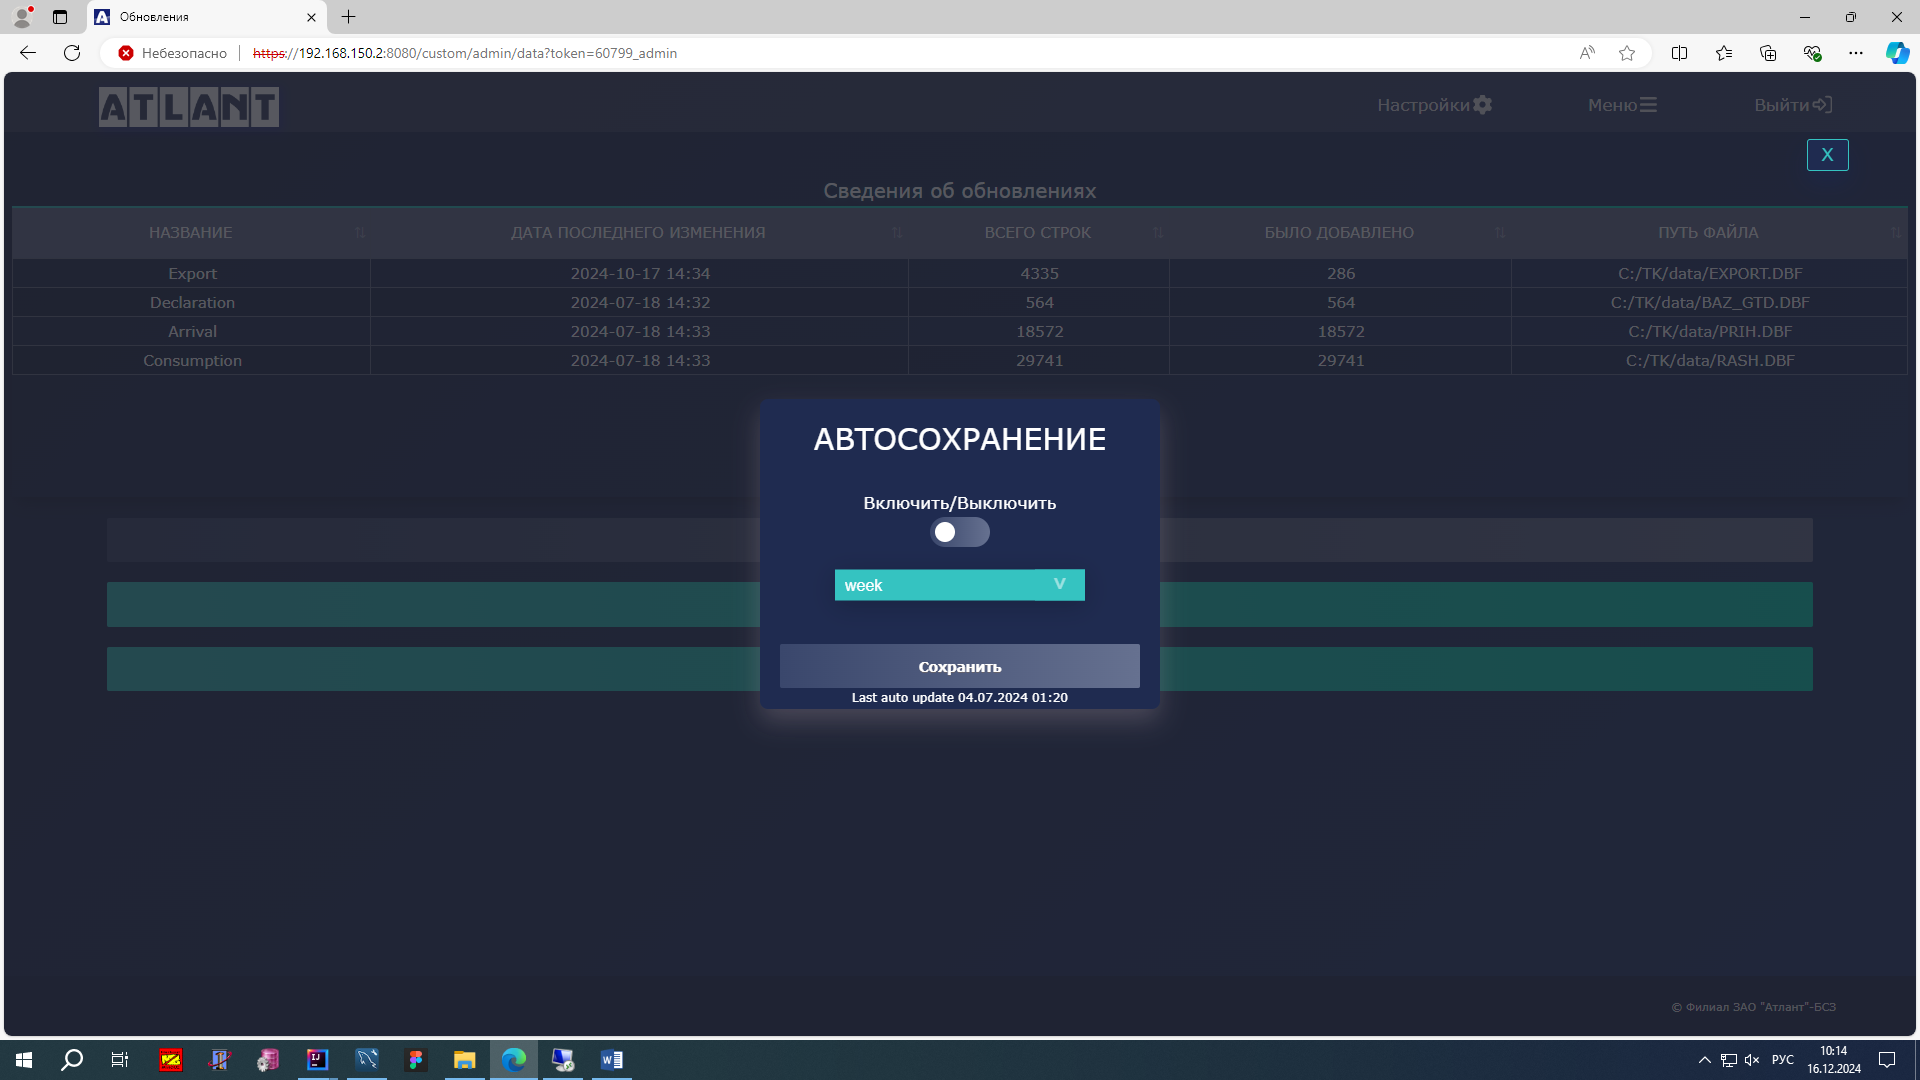 Обновления
Небезопасно https://192.168.150.2:8080/custom/admin/data?token=60799_admin
ATLANT Настройки Меню Выйти
X
Сведения об обновлениях
НАЗВАНИЕ ДАТА ПОСЛЕДНЕГО ИЗМЕНЕНИЯ ВСЕГО СТРОК БЫЛО ДОБАВЛЕНО ПУТЬ ФАЙЛА
Export 2024-10-17 14:34 4335 286 C:/TK/data/EXPORT.DBF
Declaration 2024-07-18 14:32 564 564 C:/TK/data/BAZ_GTD.DBF
Arrival 2024-07-18 14:33 18572 18572 C:/TK/data/PRIH.DBF
Consumption 2024-07-18 14:33 29741 29741 C:/TK/data/RASH.DBF
АВТОСОХРАНЕНИЕ
Включить/Выключить
week V
Сохранить
Last auto update 04.07.2024 01:20
© Филиал ЗАО "Атлант"-БСЗ
РУС 10:14
16.12.2024